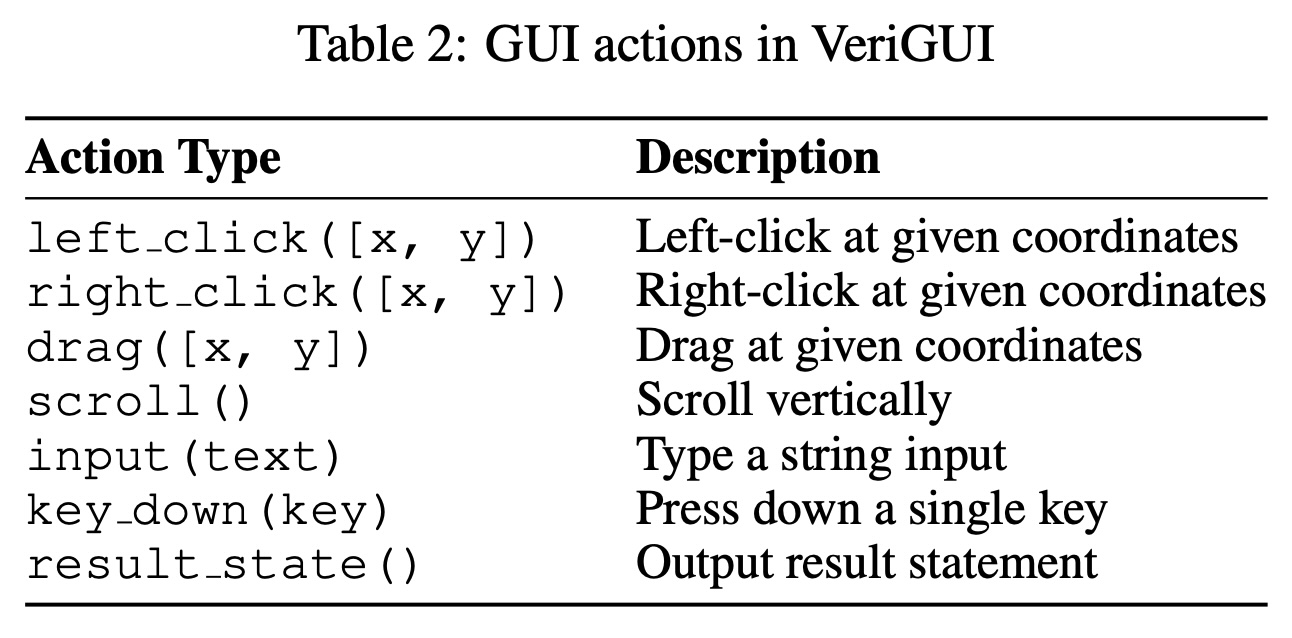 Table 2: GUI actions in VeriGUI
Action Type Description
left_click([x, y]) Left-click at given coordinates
right_click([x, y]) Right-click at given coordinates
drag([x, y]) Drag at given coordinates
scroll() Scroll vertically
input(text) Type a string input
key_down(key) Press down a single key
result_state() Output result statement